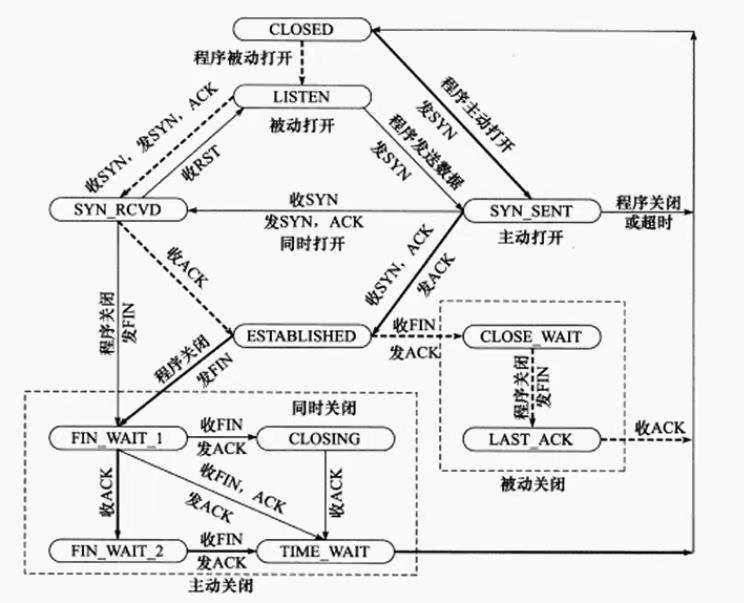 CLOSED
程序被动打开
LISTEN
被动打开
收SYN，发SYN，ACK
收RST
程序发送数据
发SYN
程序主动打开
发SYN
SYN_RCVD
收SYN
发SYN，ACK
同时打开
SYN_SENT
主动打开
程序关闭
或超时
收ACK
收SYN，ACK
发ACK
程序关闭
发FIN
ESTABLISHED
收FIN
发ACK
CLOSE_WAIT
程序关闭
发FIN
程序关闭
发FIN
LAST_ACK
收ACK
被动关闭
同时关闭
FIN_WAIT_1
收FIN
发ACK
CLOSING
收ACK
收FIN，ACK
发ACK
收ACK
FIN_WAIT_2
收FIN
发ACK
TIME_WAIT
主动关闭